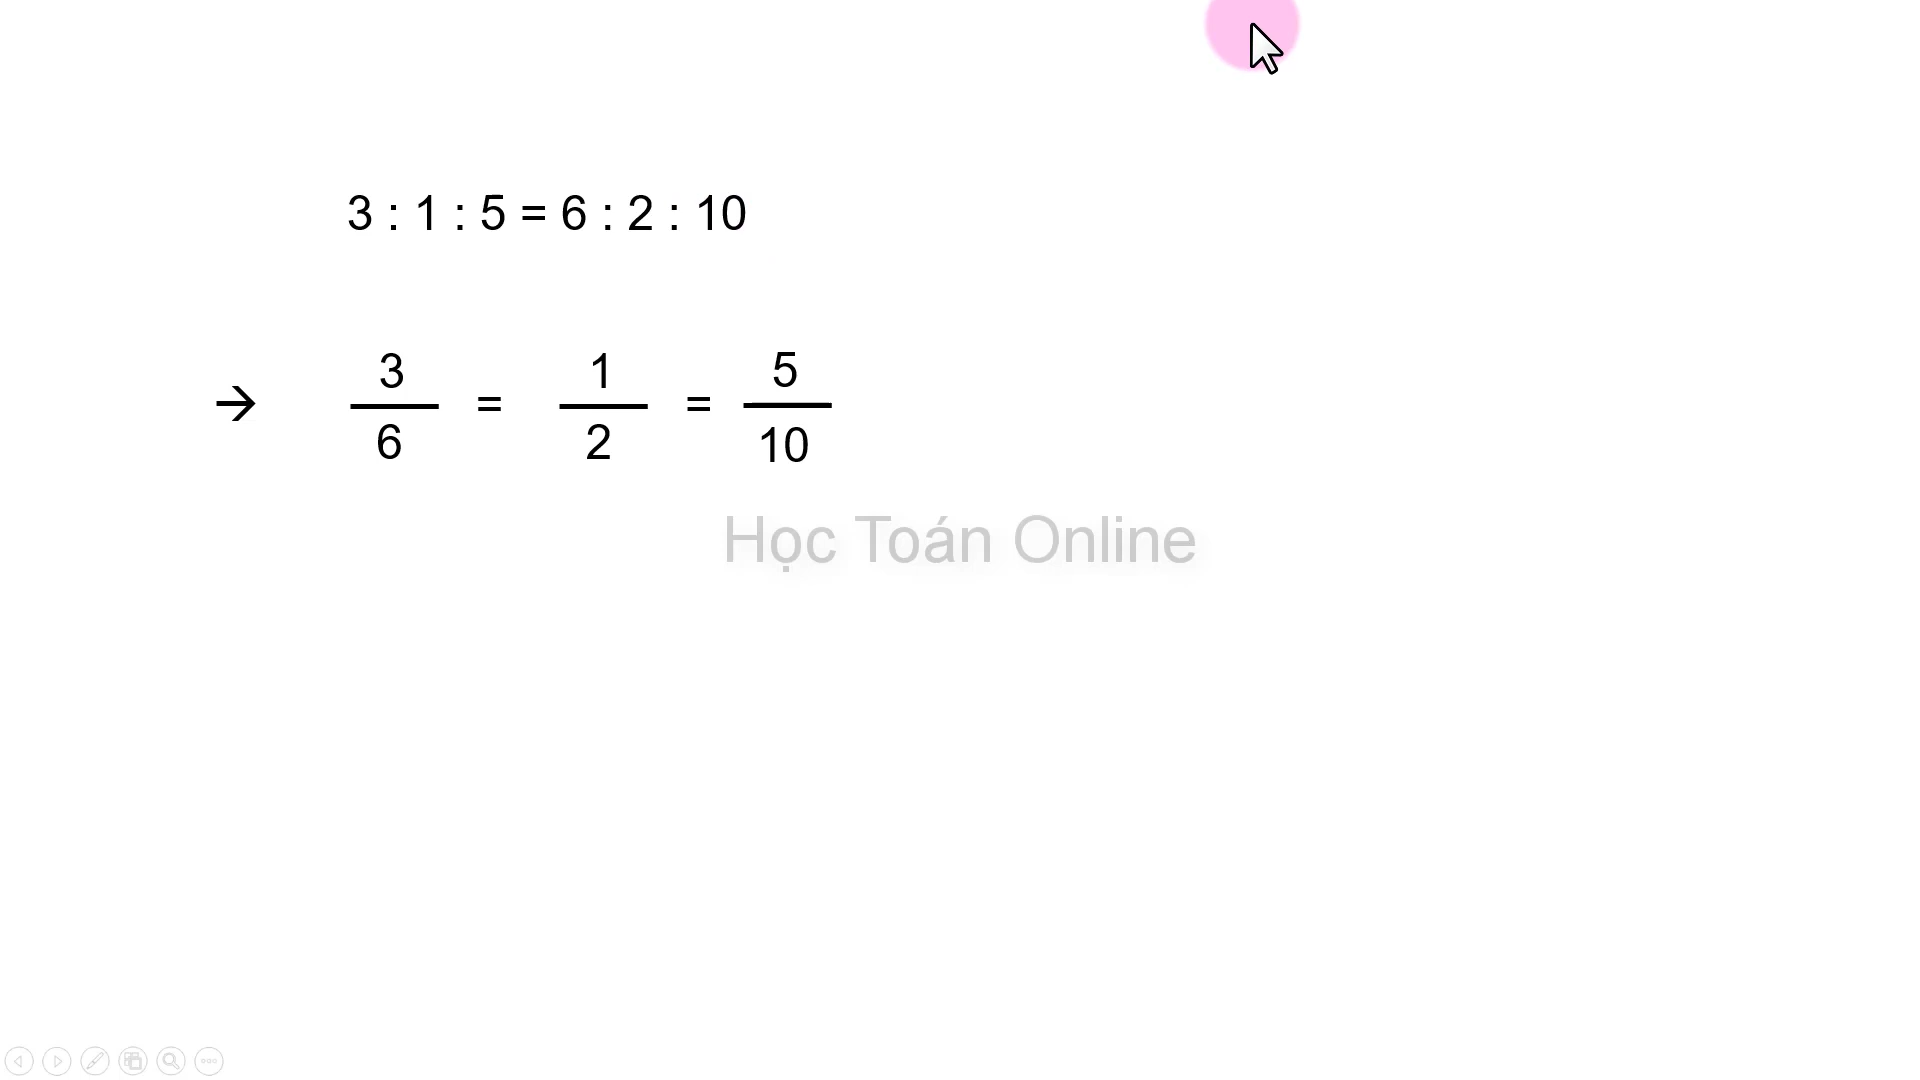 3 : 1 : 5 = 6 : 2 : 10
→ 3/6 = 1/2 = 5/10
Học Toán Online